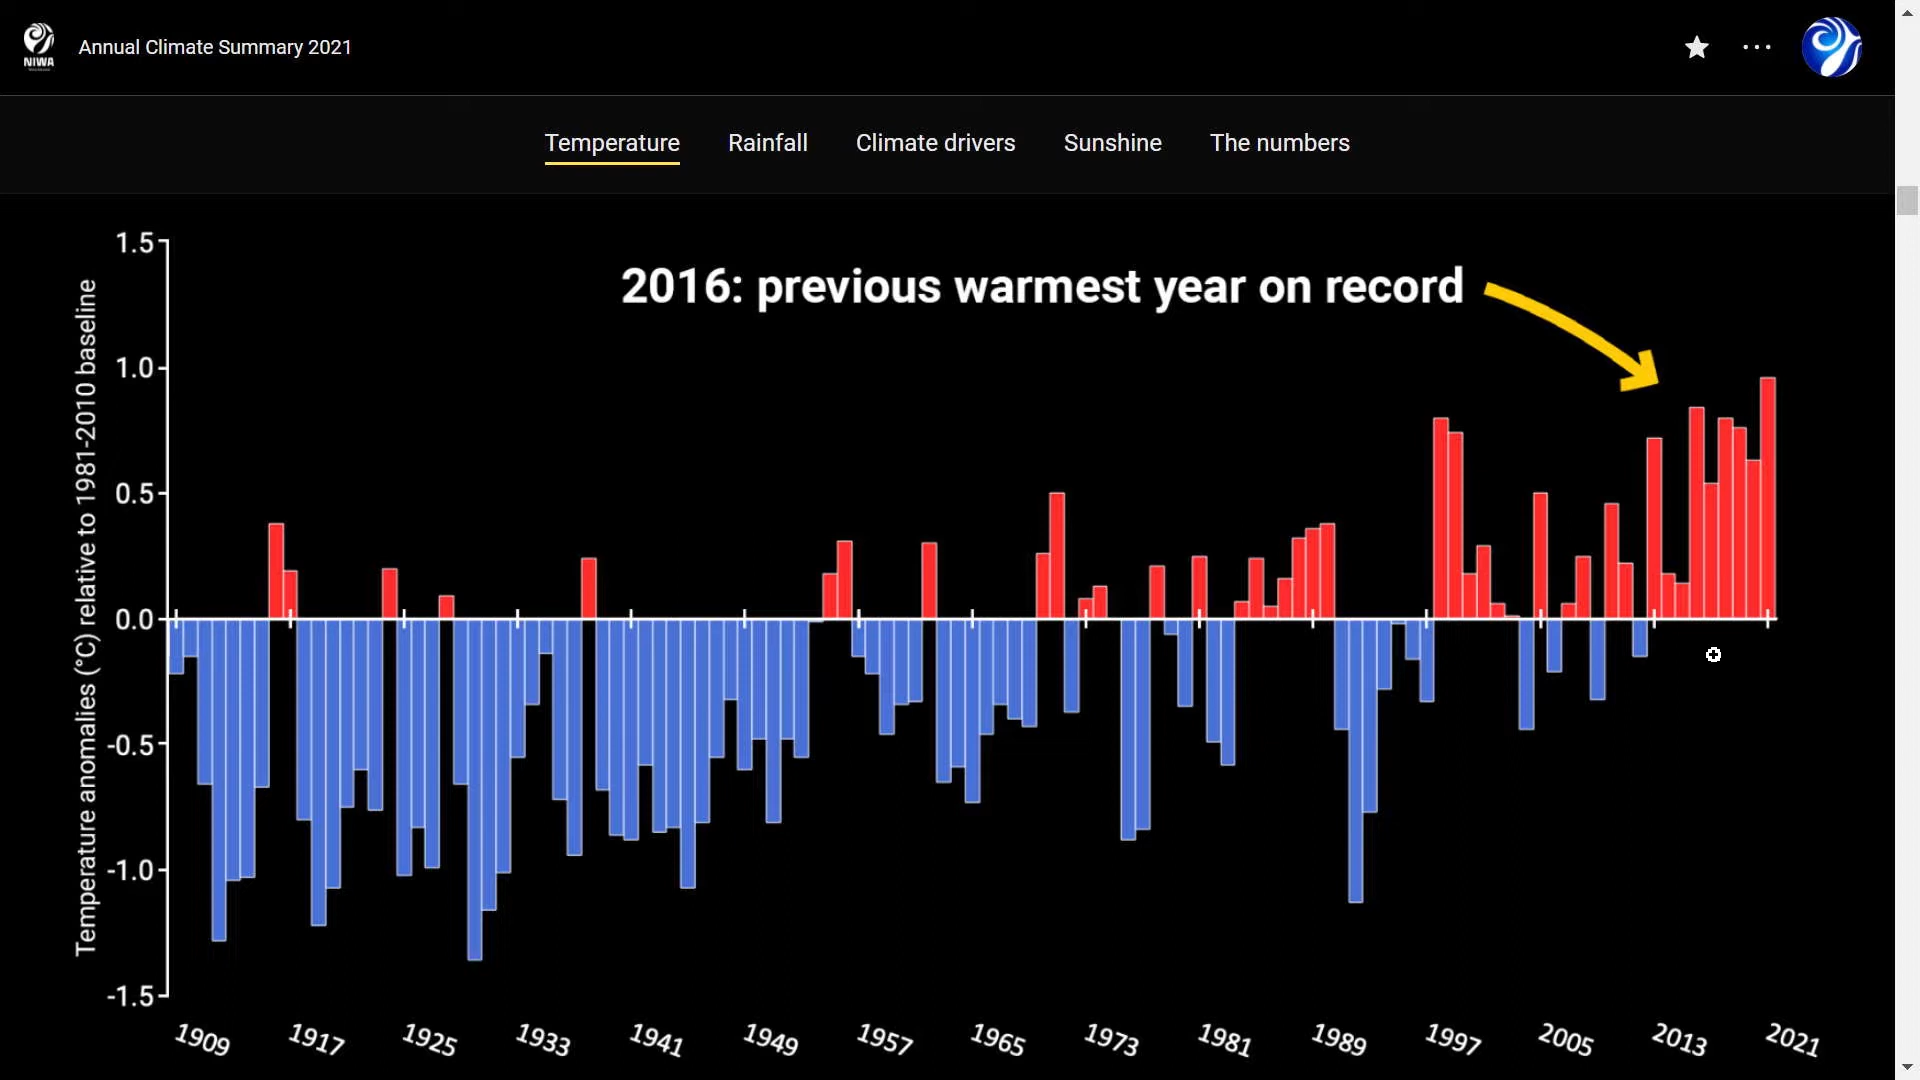 NIWA
Annual Climate Summary 2021
Temperature
Rainfall
Climate drivers
Sunshine
The numbers
2016: previous warmest year on record
Temperature anomalies (°C) relative to 1981-2010 baseline
1.5
1.0
0.5
0.0
-0.5
-1.0
-1.5
1909
1917
1925
1933
1941
1949
1957
1965
1973
1981
1989
1997
2005
2013
2021